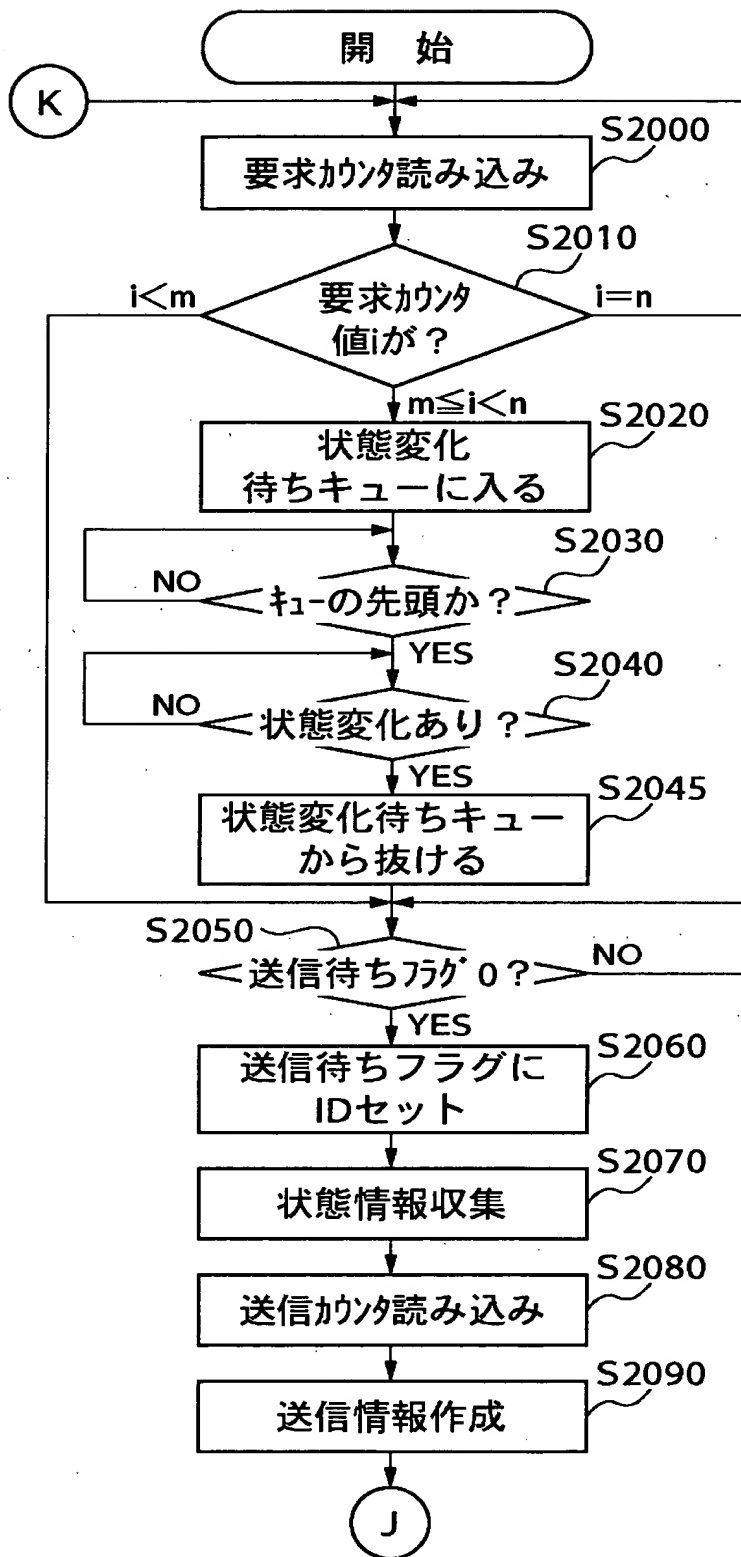 開 始
K
S2000
要求ｶｳﾝﾀ読み込み
S2010
i<m
要求ｶｳﾝﾀ
値iが？
i=n
m≦i<n
S2020
状態変化
待ちキューに入る
S2030
NO
ｷｭｰの先頭か？
YES
S2040
NO
状態変化あり？
YES
S2045
状態変化待ちキュー
から抜ける
S2050
送信待ちﾌﾗｸﾞ0？
NO
YES
S2060
送信待ちフラグに
IDセット
S2070
状態情報収集
S2080
送信ｶｳﾝﾀ読み込み
S2090
送信情報作成
J